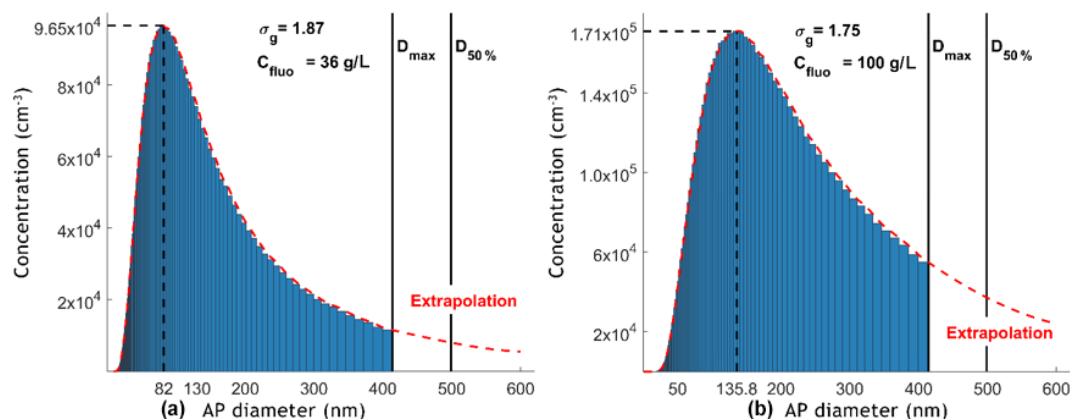 9.65x10⁴
8x10⁴
6x10⁴
4x10⁴
2x10⁴
Concentration (cm⁻³)
σg = 1.87
Cfluo = 36 g/L
Dmax
D50 %
Extrapolation
82 130 200 300 400 500 600
(a) AP diameter (nm)
1.71x10⁵
1.4x10⁵
1.0x10⁵
6x10⁴
2x10⁴
Concentration (cm⁻³)
σg = 1.75
Cfluo = 100 g/L
Dmax
D50 %
Extrapolation
50 135.8 200 300 400 500 600
(b) AP diameter (nm)